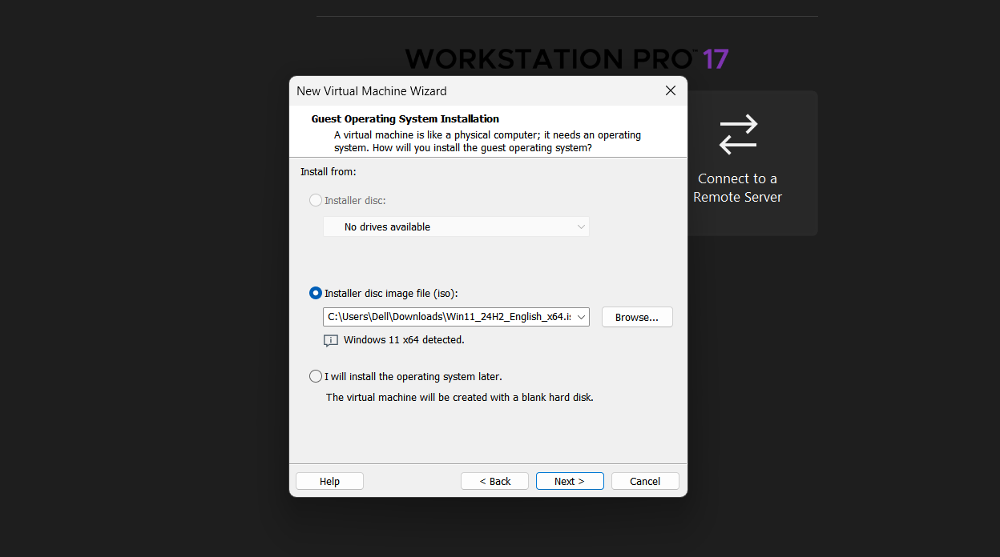 WORKSTATION PRO™ 17
New Virtual Machine Wizard
Guest Operating System Installation
A virtual machine is like a physical computer; it needs an operating
system. How will you install the guest operating system?
Install from:
Installer disc:
No drives available
Installer disc image file (iso):
C:\Users\Dell\Downloads\Win11_24H2_English_x64.is
Browse...
Windows 11 x64 detected.
I will install the operating system later.
The virtual machine will be created with a blank hard disk.
Help
< Back
Next >
Cancel
Connect to a
Remote Server